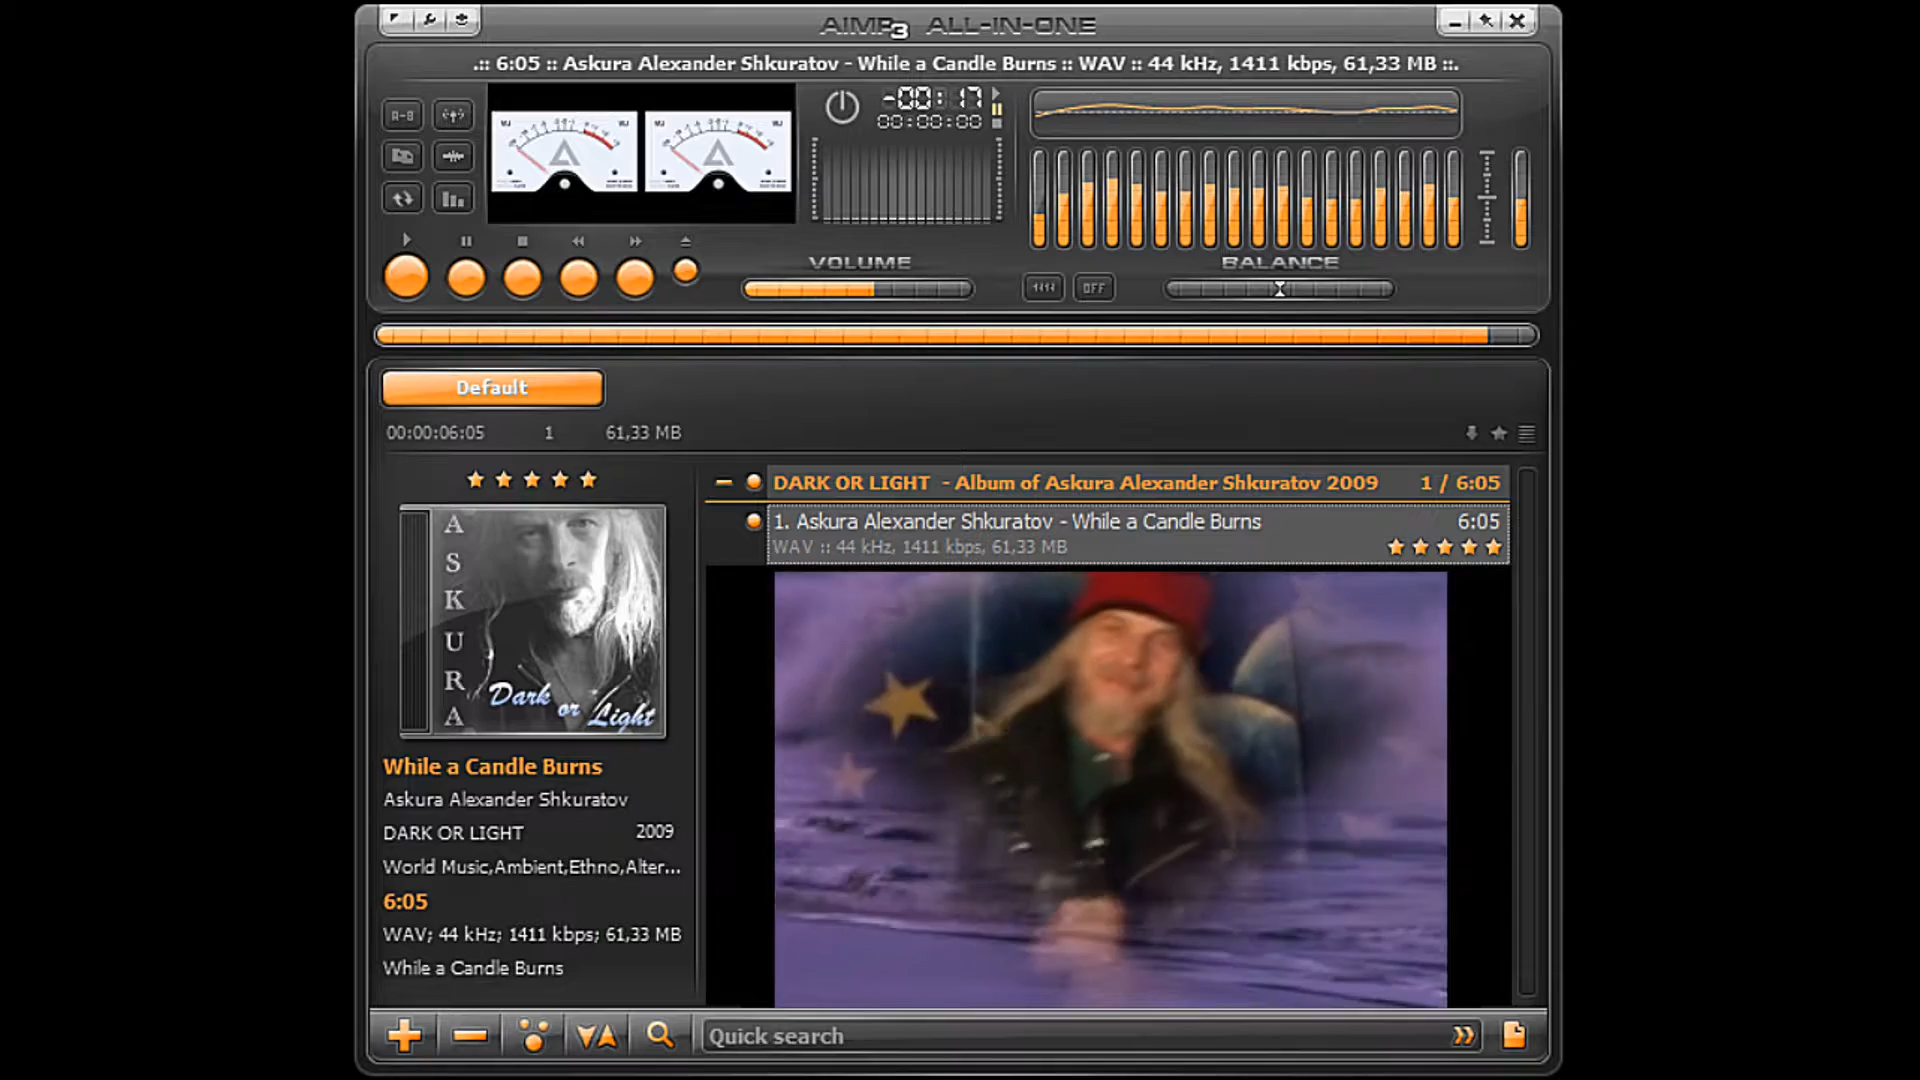 AIMP3 ALL-IN-ONE
.:: 6:05 :: Askura Alexander Shkuratov - While a Candle Burns :: WAV :: 44 kHz, 1411 kbps, 61,33 MB ::.
A-B
-00:17
00:00:00
VOLUME
OFF
BALANCE
Default
00:00:06:05 1 61,33 MB
DARK OR LIGHT - Album of Askura Alexander Shkuratov 2009 1 / 6:05
1. Askura Alexander Shkuratov - While a Candle Burns 6:05
WAV :: 44 kHz, 1411 kbps, 61,33 MB
ASKURA
Dark or Light
While a Candle Burns
Askura Alexander Shkuratov
DARK OR LIGHT 2009
World Music,Ambient,Ethno,Alter...
6:05
WAV; 44 kHz; 1411 kbps; 61,33 MB
While a Candle Burns
Quick search